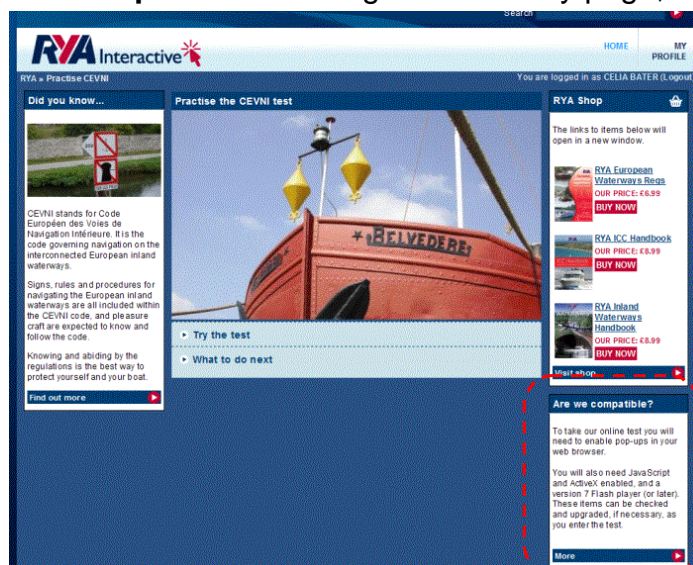 Search
RYA Interactive
HOME
MY
PROFILE
RYA » Practise CEVNI
You are logged in as CELIA BATER (Logout)
Did you know...
CEVNI stands for Code
Européen des Voies de
Navigation Intérieure. It is the
code governing navigation on the
interconnected European inland
waterways.
Signs, rules and procedures for
navigating the European inland
waterways are all included within
the CEVNI code, and pleasure
craft are expected to know and
follow the code.
Knowing and abiding by the
regulations is the best way to
protect yourself and your boat.
Find out more
Practise the CEVNI test
BELVEDERE
Try the test
What to do next
RYA Shop
The links to items below will
open in a new window.
RYA European
Waterways Regs
OUR PRICE: £6.99
BUY NOW
RYA ICC Handbook
OUR PRICE: £8.99
BUY NOW
RYA Inland
Waterways
Handbook
OUR PRICE: £8.99
BUY NOW
Visit shop
Are we compatible?
To take our online test you will
need to enable pop-ups in your
web browser.
You will also need JavaScript
and ActiveX enabled, and a
version 7 Flash player (or later).
These items can be checked
and upgraded, if necessary, as
you enter the test.
More